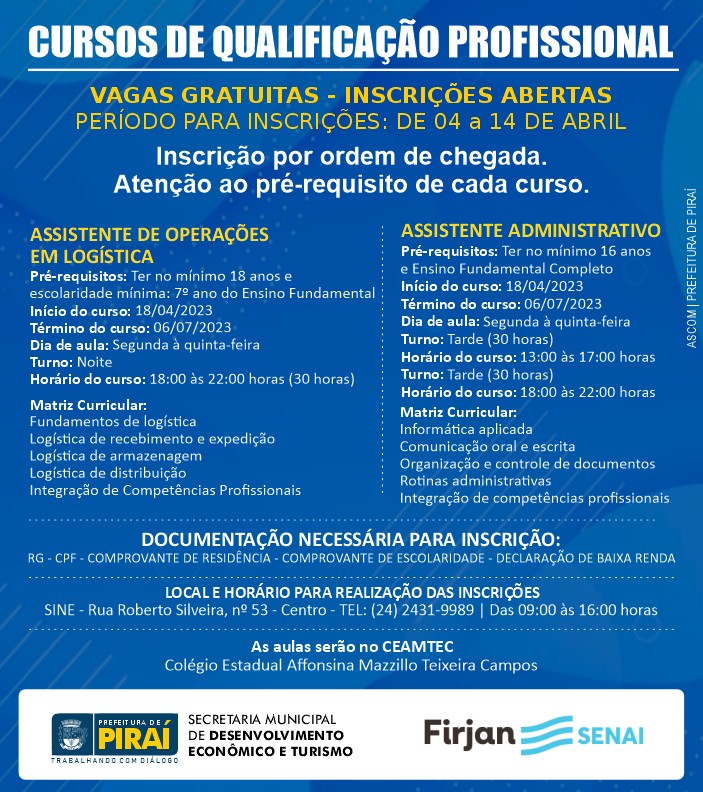 CURSOS DE QUALIFICAÇÃO PROFISSIONAL
VAGAS GRATUITAS - INSCRIÇÕES ABERTAS
PERÍODO PARA INSCRIÇÕES: DE 04 a 14 DE ABRIL
Inscrição por ordem de chegada.
Atenção ao pré-requisito de cada curso.
ASSISTENTE DE OPERAÇÕES
EM LOGÍSTICA
Pré-requisitos: Ter no mínimo 18 anos e
escolaridade mínima: 7º ano do Ensino Fundamental
Início do curso: 18/04/2023
Término do curso: 06/07/2023
Dia de aula: Segunda à quinta-feira
Turno: Noite
Horário do curso: 18:00 às 22:00 horas (30 horas)
Matriz Curricular:
Fundamentos de logística
Logística de recebimento e expedição
Logística de armazenagem
Logística de distribuição
Integração de Competências Profissionais
ASSISTENTE ADMINISTRATIVO
Pré-requisitos: Ter no mínimo 16 anos
e Ensino Fundamental Completo
Início do curso: 18/04/2023
Término do curso: 06/07/2023
Dia de aula: Segunda à quinta-feira
Turno: Tarde (30 horas)
Horário do curso: 13:00 às 17:00 horas
Turno: Tarde (30 horas)
Horário do curso: 18:00 às 22:00 horas
Matriz Curricular:
Informática aplicada
Comunicação oral e escrita
Organização e controle de documentos
Rotinas administrativas
Integração de competências profissionais
ASCOM | PREFEITURA DE PIRAÍ
DOCUMENTAÇÃO NECESSÁRIA PARA INSCRIÇÃO:
RG - CPF - COMPROVANTE DE RESIDÊNCIA - COMPROVANTE DE ESCOLARIDADE - DECLARAÇÃO DE BAIXA RENDA
LOCAL E HORÁRIO PARA REALIZAÇÃO DAS INSCRIÇÕES
SINE - Rua Roberto Silveira, nº 53 - Centro - TEL: (24) 2431-9989 | Das 09:00 às 16:00 horas
As aulas serão no CEAMTEC
Colégio Estadual Affonsina Mazzillo Teixeira Campos
PREFEITURA DE
PIRAÍ
TRABALHANDO COM DIÁLOGO
SECRETARIA MUNICIPAL
DE DESENVOLVIMENTO
ECONÔMICO E TURISMO
Firjan SENAI